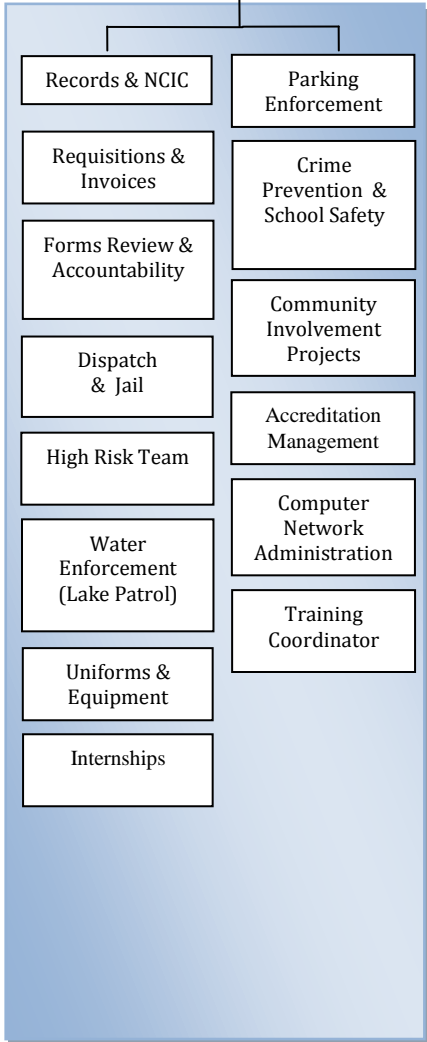 Records & NCIC
Requisitions &
Invoices
Forms Review &
Accountability
Dispatch
& Jail
High Risk Team
Water
Enforcement
(Lake Patrol)
Uniforms &
Equipment
Internships
Parking
Enforcement
Crime
Prevention &
School Safety
Community
Involvement
Projects
Accreditation
Management
Computer
Network
Administration
Training
Coordinator